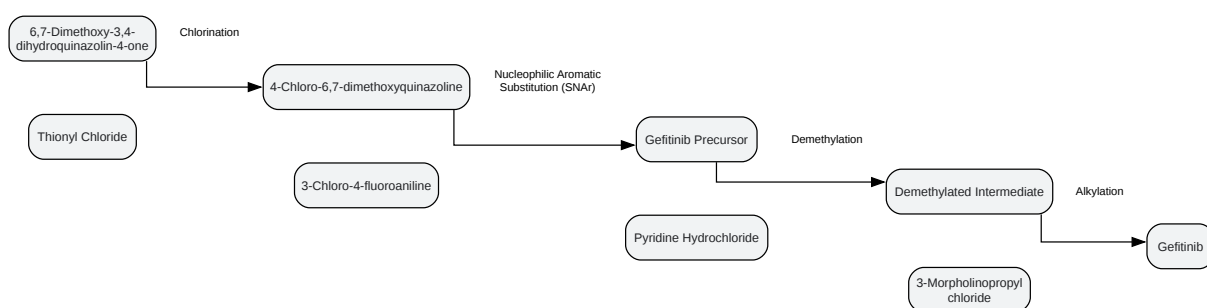 6,7-Dimethoxy-3,4-
dihydroquinazolin-4-one
Chlorination
Thionyl Chloride
4-Chloro-6,7-dimethoxyquinazoline
Nucleophilic Aromatic
Substitution (SNAr)
3-Chloro-4-fluoroaniline
Gefitinib Precursor
Demethylation
Pyridine Hydrochloride
Demethylated Intermediate
Alkylation
3-Morpholinopropyl
chloride
Gefitinib